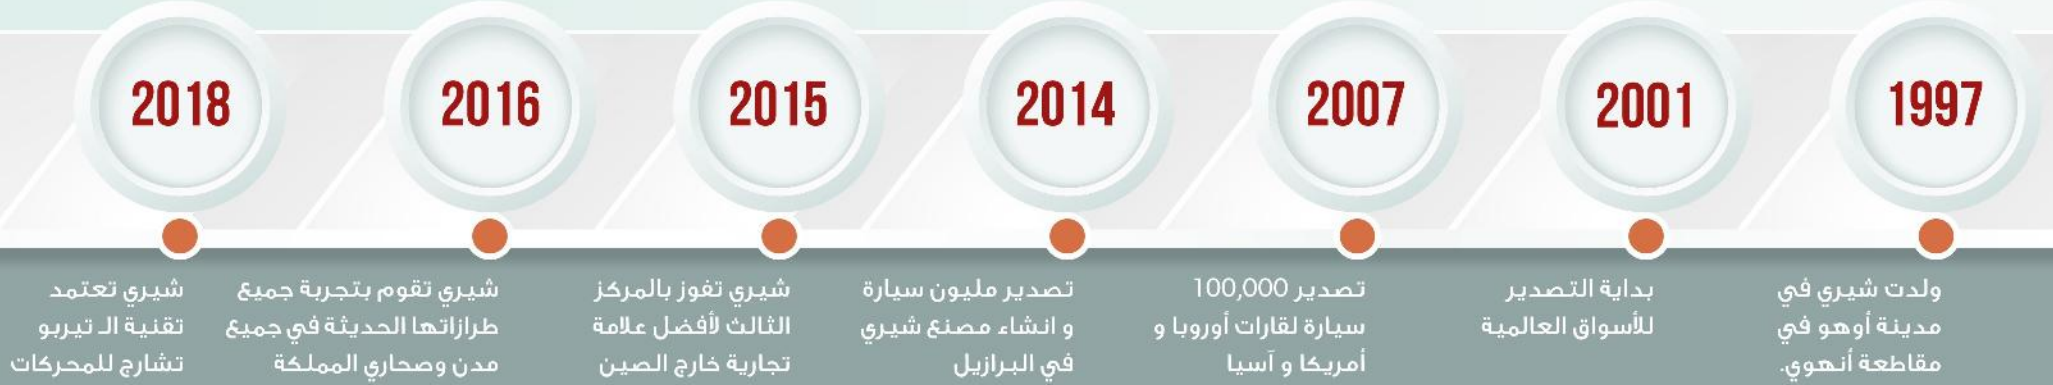 1997
ولدت شيري في
مدينة أوهو في
مقاطعة أنهوي.
2001
بداية التصدير
للأسواق العالمية
2007
تصدير 100,000
سيارة لقارات أوروبا و
أمريكا و آسيا
2014
تصدير مليون سيارة
و انشاء مصنع شيري
في البرازيل
2015
شيري تفوز بالمركز
الثالث لأفضل علامة
تجارية خارج الصين
2016
شيري تقوم بتجربة جميع
طرازاتها الحديثة في جميع
مدن وصحاري المملكة
2018
شيري تعتمد
تقنية الـ تيربو
تشارج للمحركات